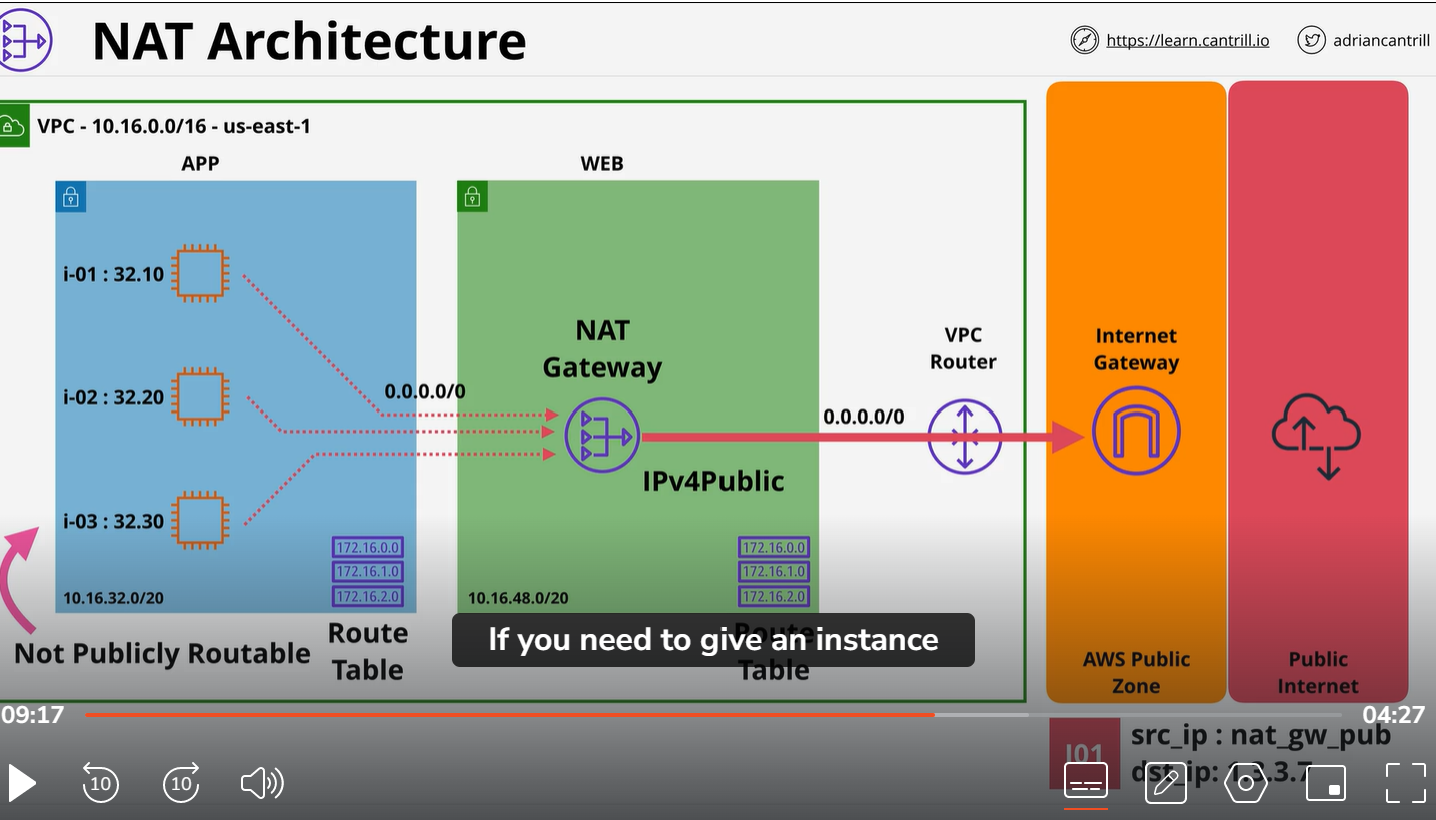 NAT Architecture
https://learn.cantrill.io
adriancantrill
VPC - 10.16.0.0/16 - us-east-1
APP
WEB
i-01 : 32.10
i-02 : 32.20
i-03 : 32.30
0.0.0.0/0
NAT
Gateway
IPv4Public
0.0.0.0/0
VPC
Router
Internet
Gateway
172.16.0.0
172.16.1.0
172.16.2.0
10.16.32.0/20
172.16.0.0
172.16.1.0
172.16.2.0
10.16.48.0/20
Not Publicly Routable
Route
Table
Route
Table
If you need to give an instance
AWS Public
Zone
Public
Internet
09:17
04:27
I01
src_ip : nat_gw_pub
dst_ip: 1.3.3.7
10
10